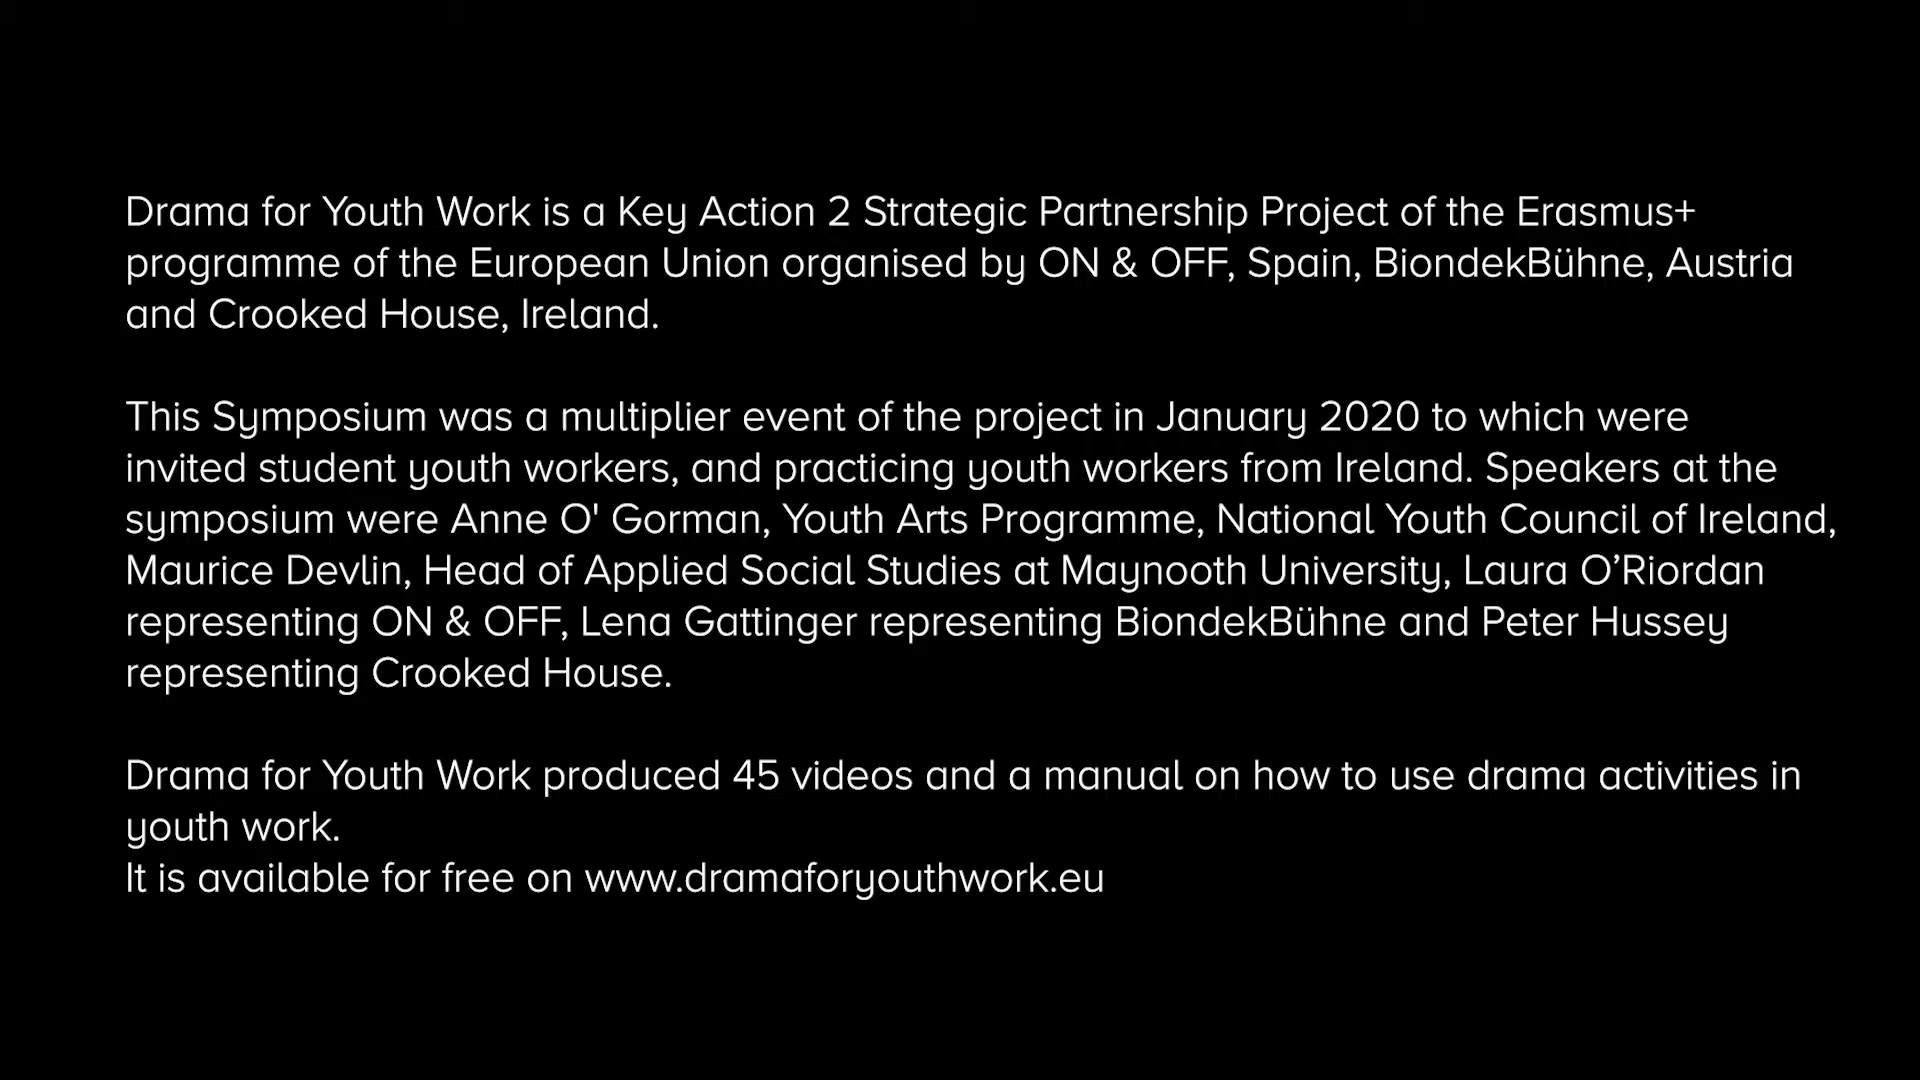 Drama for Youth Work is a Key Action 2 Strategic Partnership Project of the Erasmus+
programme of the European Union organised by ON & OFF, Spain, BiondekBühne, Austria
and Crooked House, Ireland.
This Symposium was a multiplier event of the project in January 2020 to which were
invited student youth workers, and practicing youth workers from Ireland. Speakers at the
symposium were Anne O' Gorman, Youth Arts Programme, National Youth Council of Ireland,
Maurice Devlin, Head of Applied Social Studies at Maynooth University, Laura O’Riordan
representing ON & OFF, Lena Gattinger representing BiondekBühne and Peter Hussey
representing Crooked House.
Drama for Youth Work produced 45 videos and a manual on how to use drama activities in
youth work.
It is available for free on www.dramaforyouthwork.eu